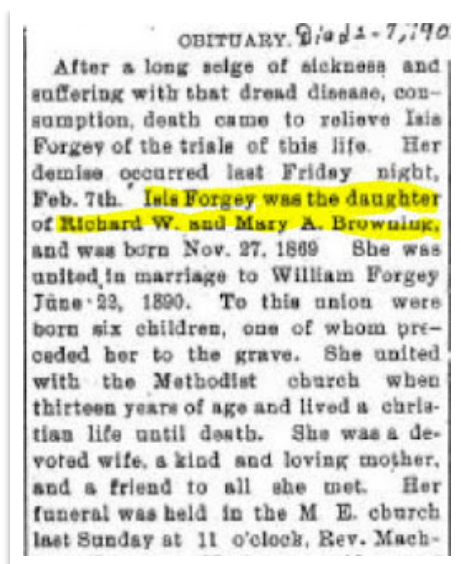 OBITUARY. Died 2-7, 190
After a long seige of sickness and
suffering with that dread disease, con-
sumption, death came to relieve Isis
Forgey of the trials of this life. Her
demise occurred last Friday night,
Feb. 7th. Isis Forgey was the daughter
of Richard W. and Mary A. Browning,
and was born Nov. 27, 1869 She was
united in marriage to William Forgey
June 22, 1890. To this union were
born six children, one of whom pre-
ceded her to the grave. She united
with the Methodist church when
thirteen years of age and lived a chris-
tian life until death. She was a de-
voted wife, a kind and loving mother,
and a friend to all she met. Her
funeral was held in the M E. church
last Sunday at 11 o'clock, Rev. Mach-